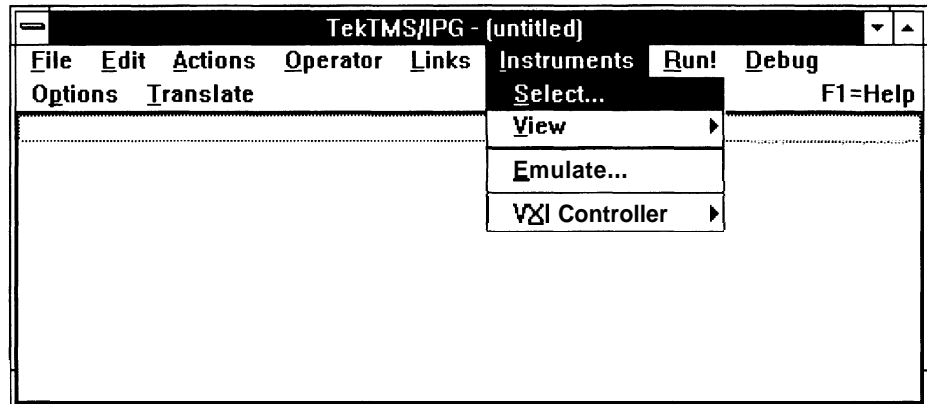 TekTMS/IPG - (untitled)
File Edit Actions Operator Links Instruments Run! Debug
Options Translate F1=Help
Select...
View
Emulate...
VXI Controller